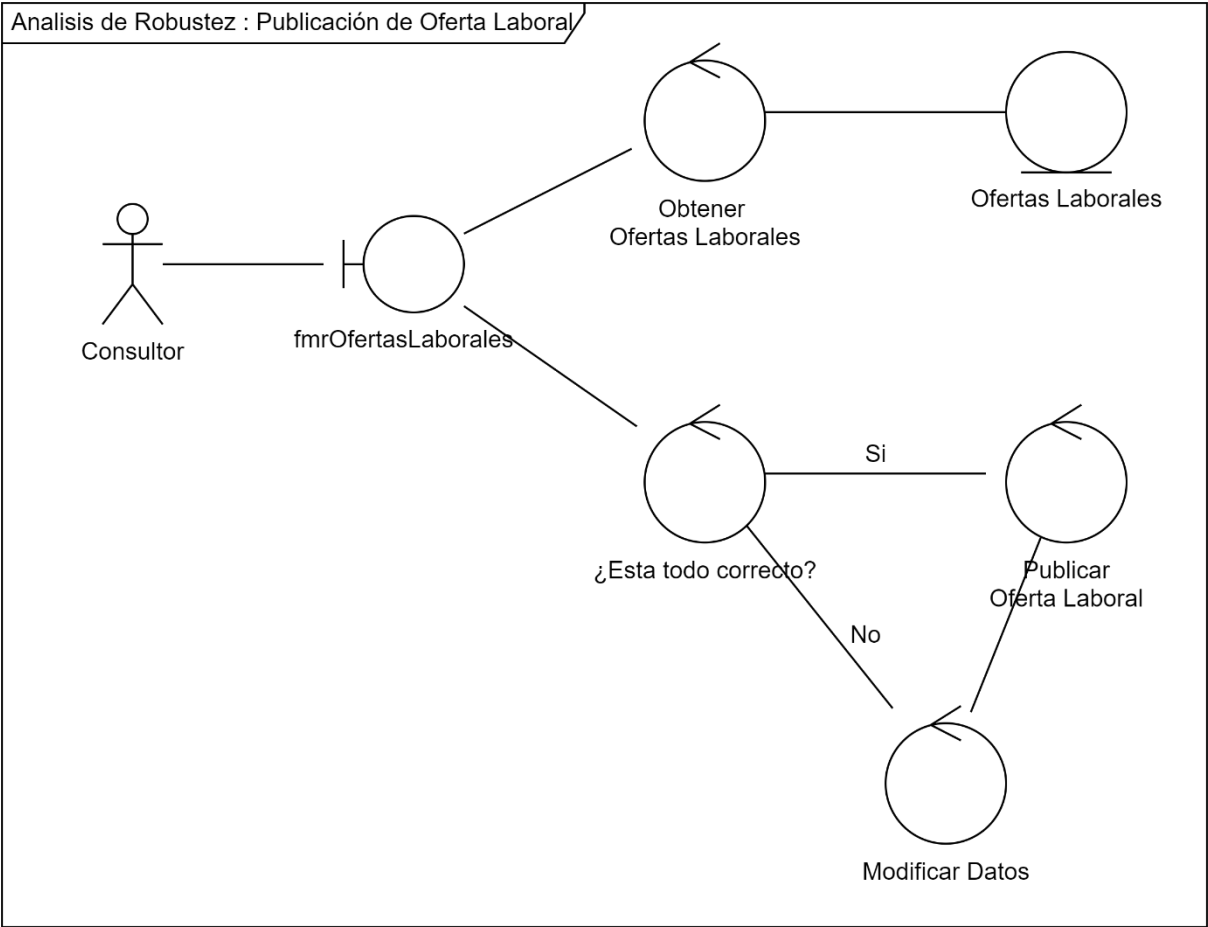 Analisis de Robustez : Publicación de Oferta Laboral
Obtener
Ofertas Laborales
Ofertas Laborales
Consultor
fmrOfertasLaborales
Si
¿Esta todo correcto?
Publicar
Oferta Laboral
No
Modificar Datos